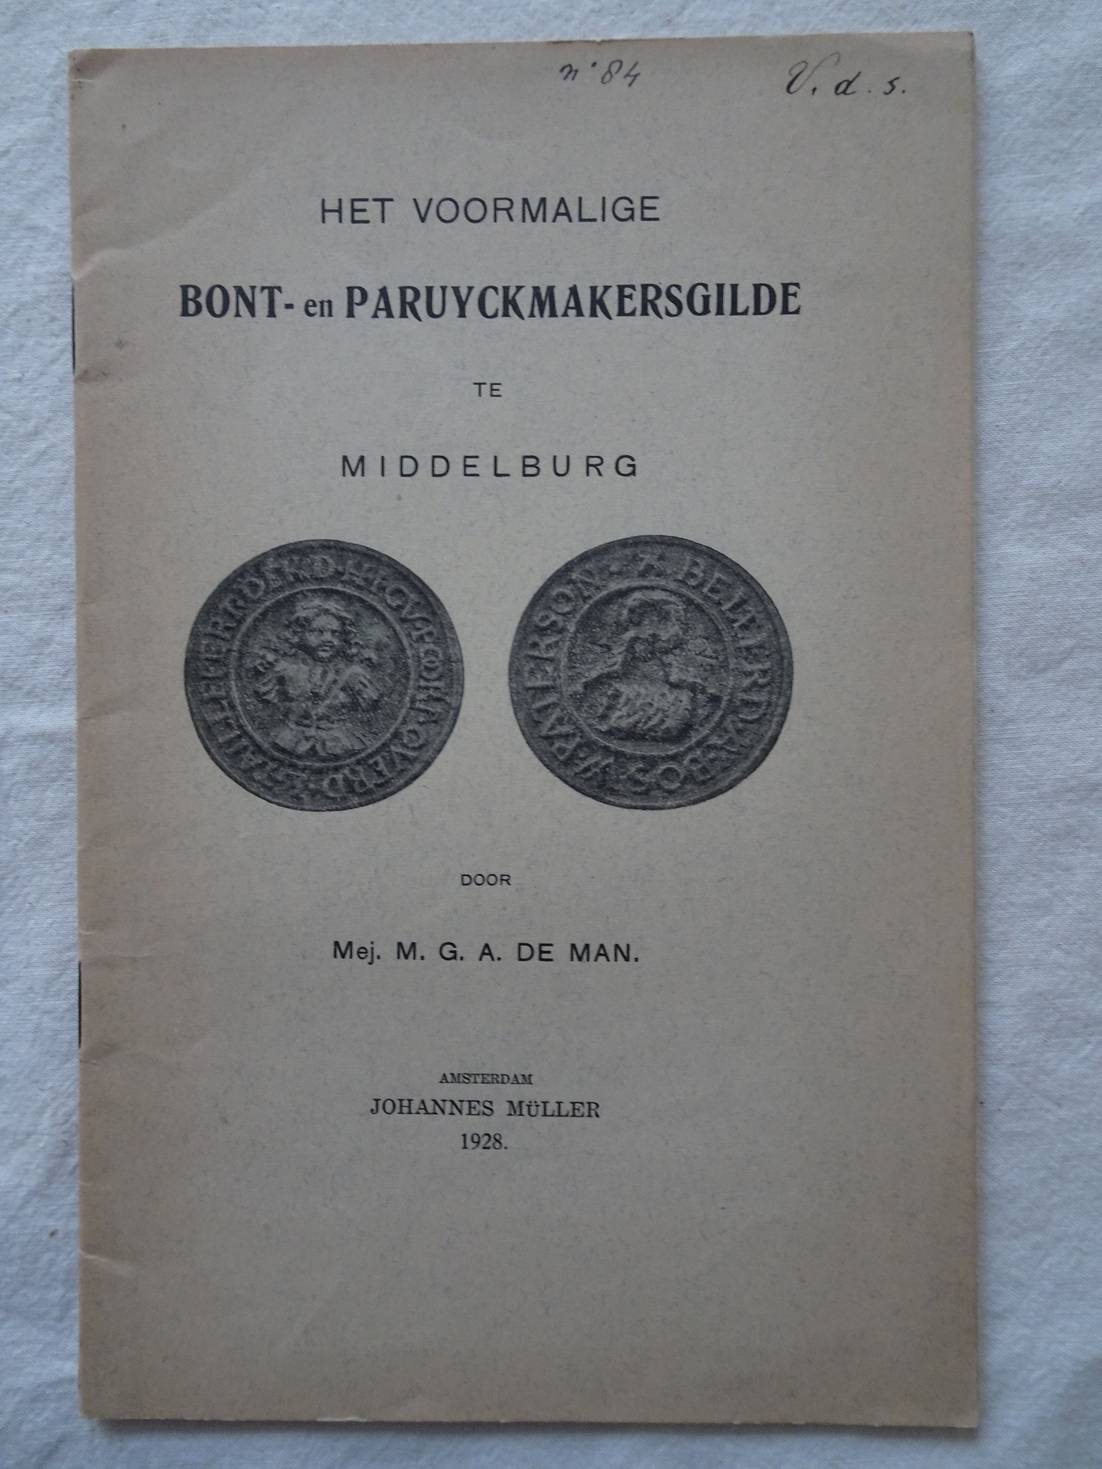 n° 84 V. d. s.
HET VOORMALIGE
BONT- en PARUYCKMAKERSGILDE
TE
MIDDELBURG
DOOR
Mej. M. G. A. DE MAN.
AMSTERDAM
JOHANNES MÜLLER
1928.